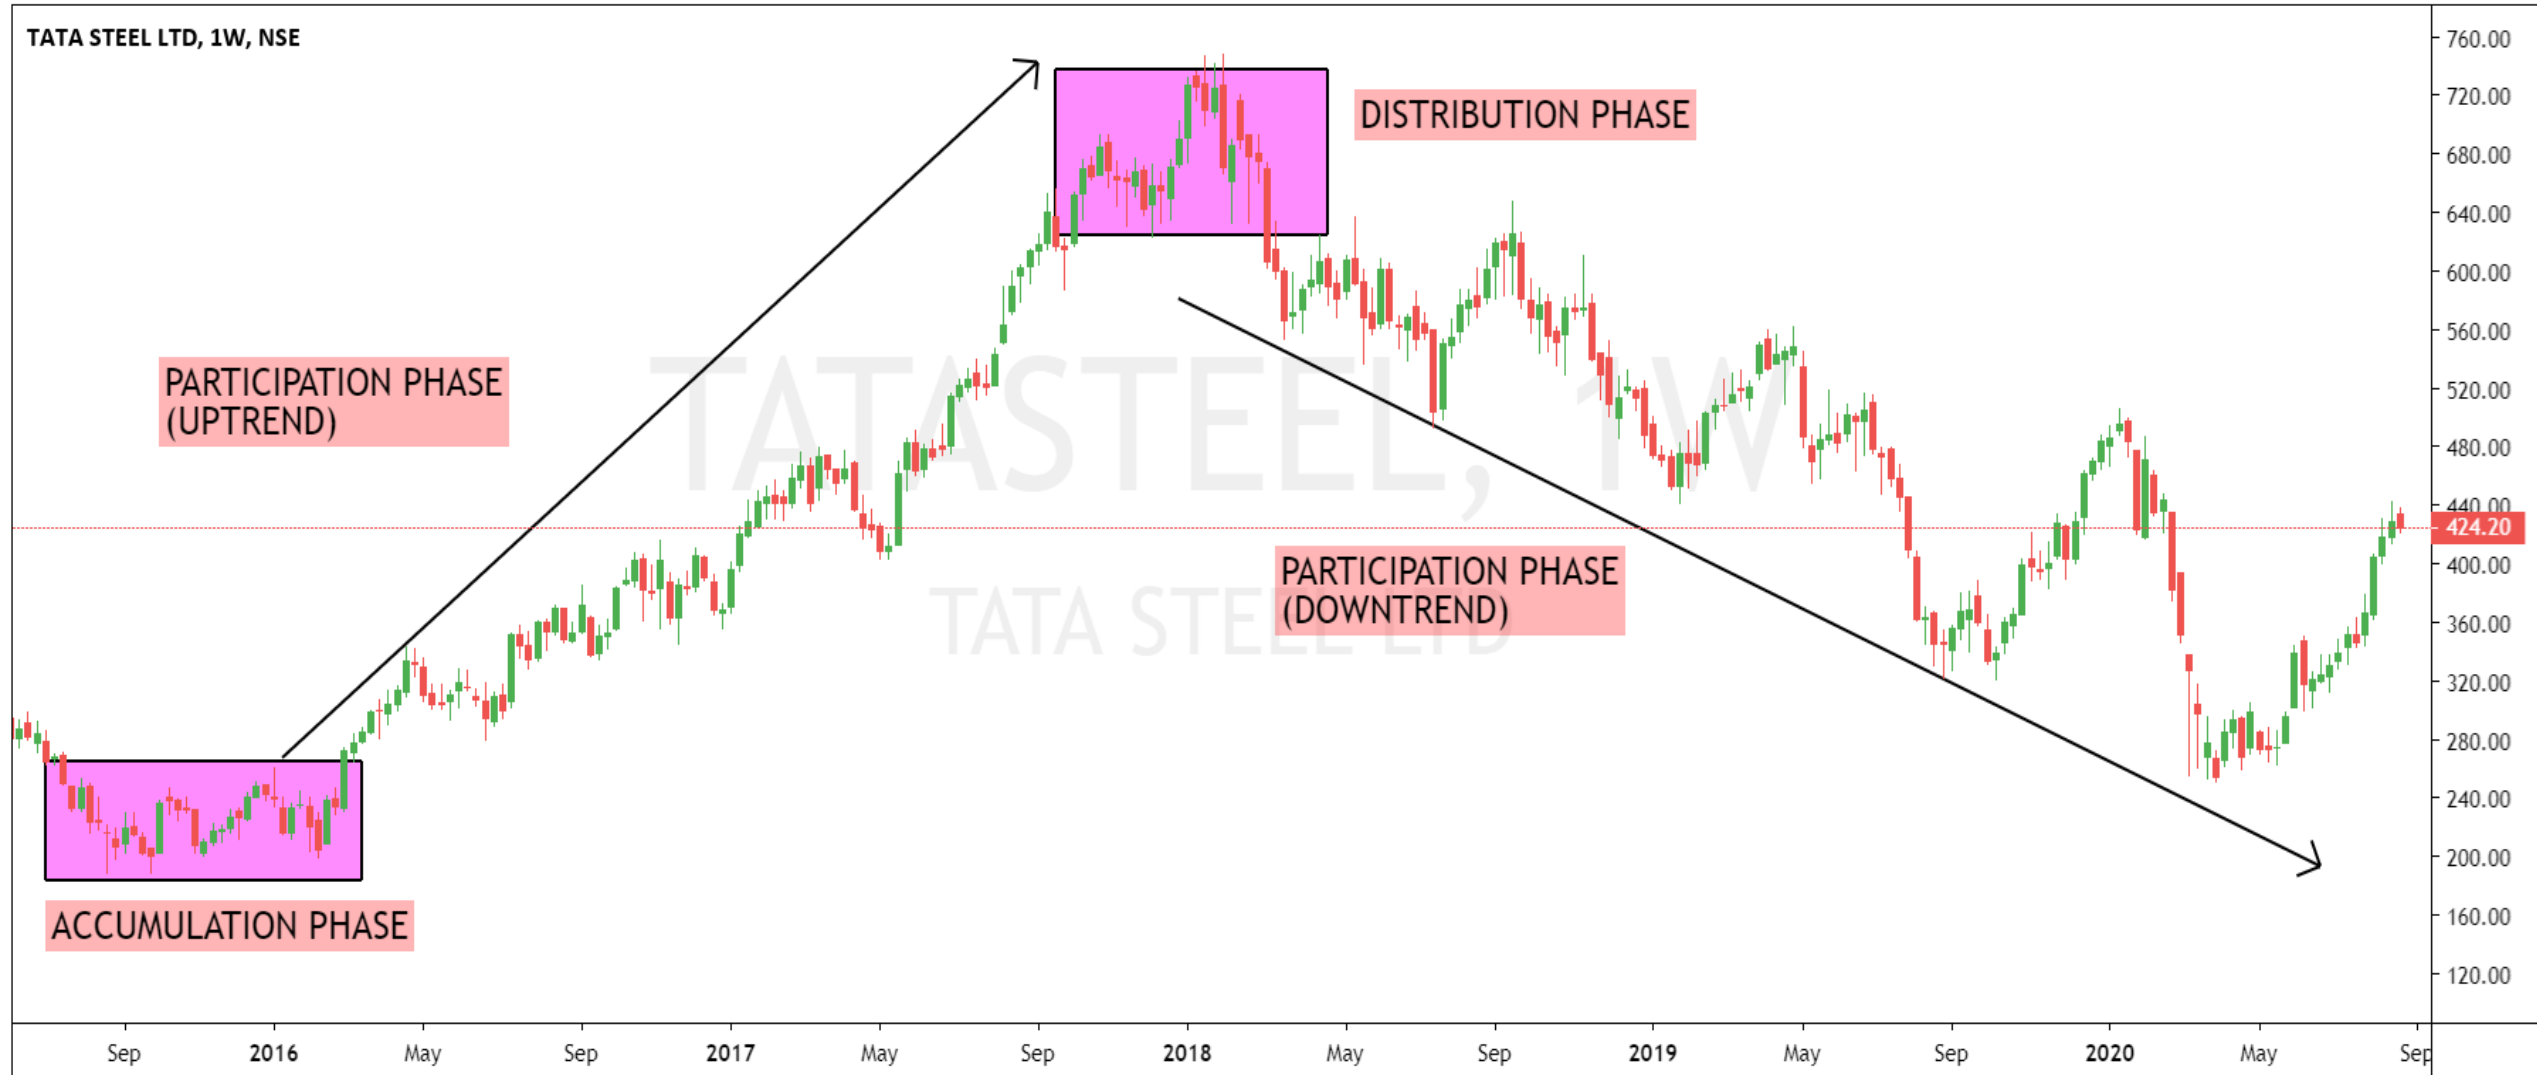 TATA STEEL LTD, 1W, NSE
DISTRIBUTION PHASE
PARTICIPATION PHASE
(UPTREND)
TATASTEEL, 1W
TATA STEEL LTD
PARTICIPATION PHASE
(DOWNTREND)
ACCUMULATION PHASE
760.00
720.00
680.00
640.00
600.00
560.00
520.00
480.00
440.00
424.20
400.00
360.00
320.00
280.00
240.00
200.00
160.00
120.00
Sep 2016 May Sep 2017 May Sep 2018 May Sep 2019 May Sep 2020 May Sep